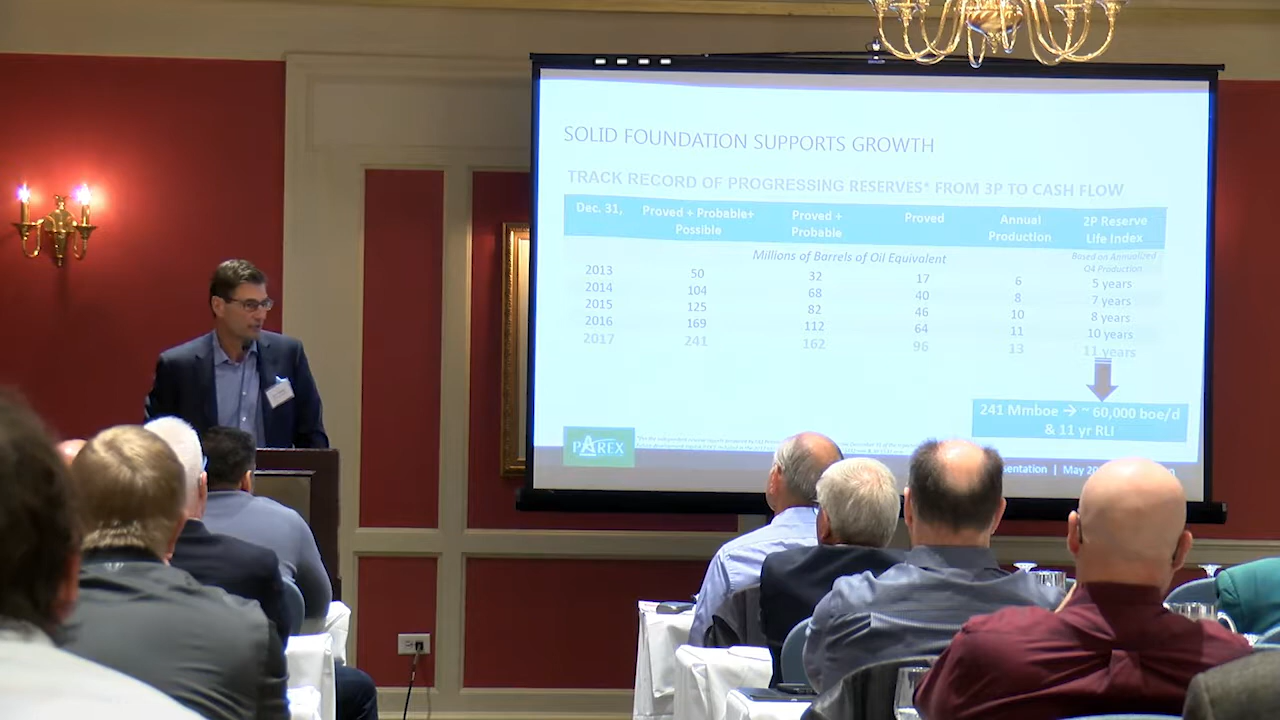 SOLID FOUNDATION SUPPORTS GROWTH
TRACK RECORD OF PROGRESSING RESERVES* FROM 3P TO CASH FLOW
Dec. 31, Proved + Probable+ Possible Proved + Probable Proved Annual Production 2P Reserve Life Index
Millions of Barrels of Oil Equivalent Based on Annualized Q4 Production
2013 50 32 17 6 5 years
2014 104 68 40 8 7 years
2015 125 82 46 10 8 years
2016 169 112 64 11 10 years
2017 241 162 96 13 11 years
241 Mmboe → ~ 60,000 boe/d
& 11 yr RLI
PAREX
| May